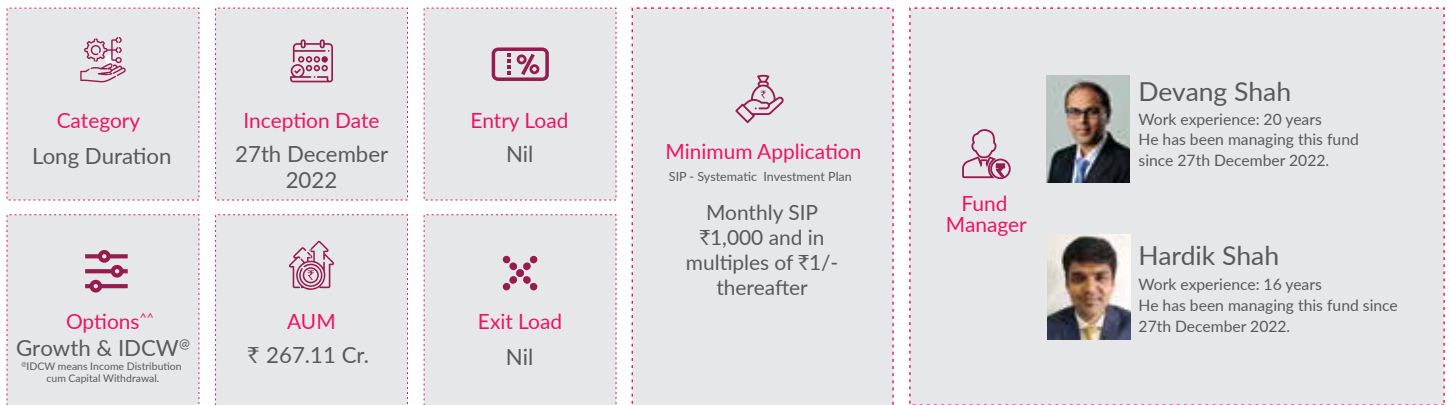 Category
Long Duration
Inception Date
27th December
2022
Entry Load
Nil
Options^^
Growth & IDCW@
@IDCW means Income Distribution
cum Capital Withdrawal.
AUM
₹ 267.11 Cr.
Exit Load
Nil
Minimum Application
SIP - Systematic Investment Plan
Monthly SIP
₹1,000 and in
multiples of ₹1/-
thereafter
Fund
Manager
Devang Shah
Work experience: 20 years
He has been managing this fund
since 27th December 2022.
Hardik Shah
Work experience: 16 years
He has been managing this fund since
27th December 2022.